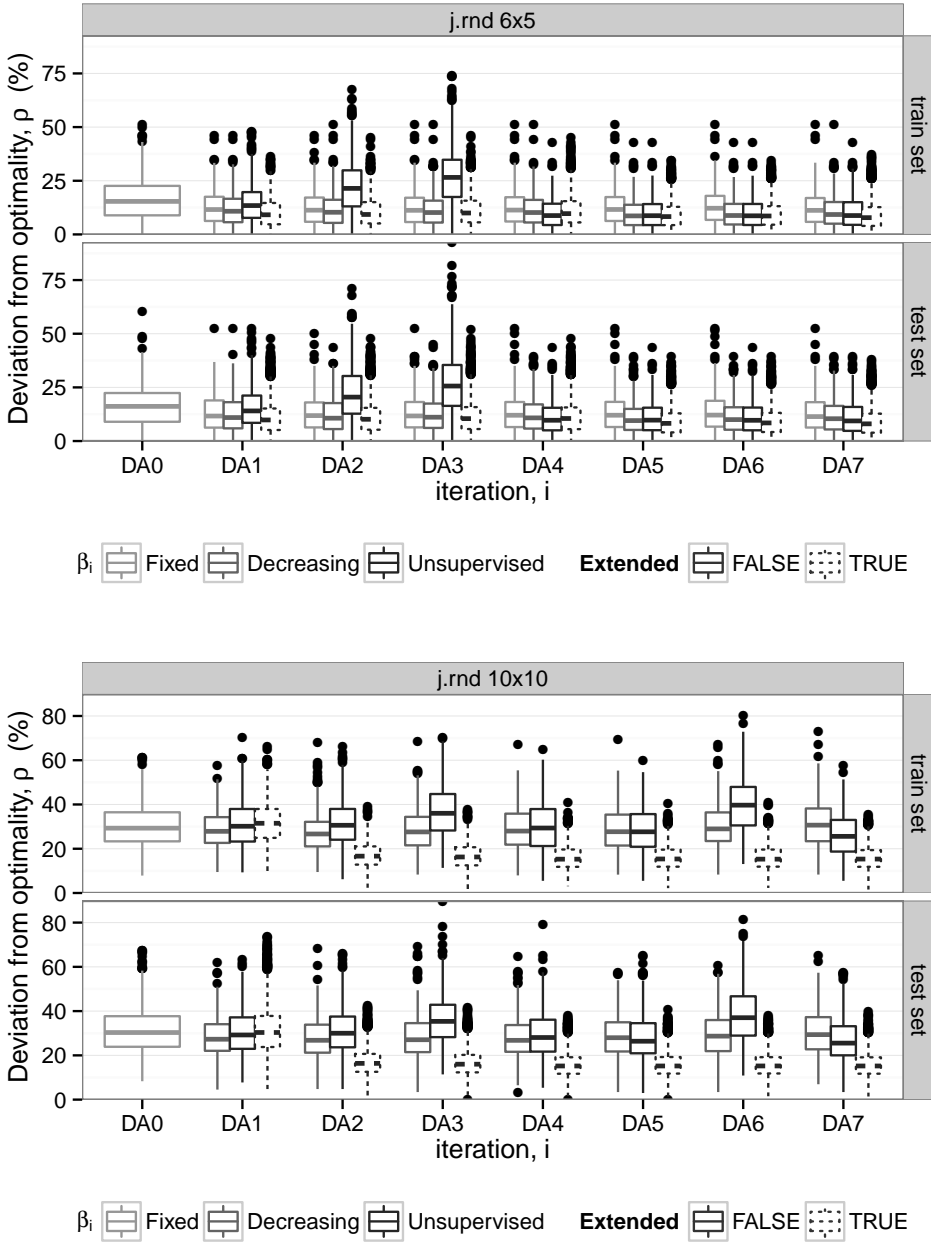 j.rnd 6x5
Deviation from optimality, ρ (%)
75
50
25
0
train set
75
50
25
0
test set
DA0 DA1 DA2 DA3 DA4 DA5 DA6 DA7
iteration, i
βi Fixed Decreasing Unsupervised Extended FALSE TRUE
j.rnd 10x10
Deviation from optimality, ρ (%)
80
60
40
20
0
train set
80
60
40
20
0
test set
DA0 DA1 DA2 DA3 DA4 DA5 DA6 DA7
iteration, i
βi Fixed Decreasing Unsupervised Extended FALSE TRUE